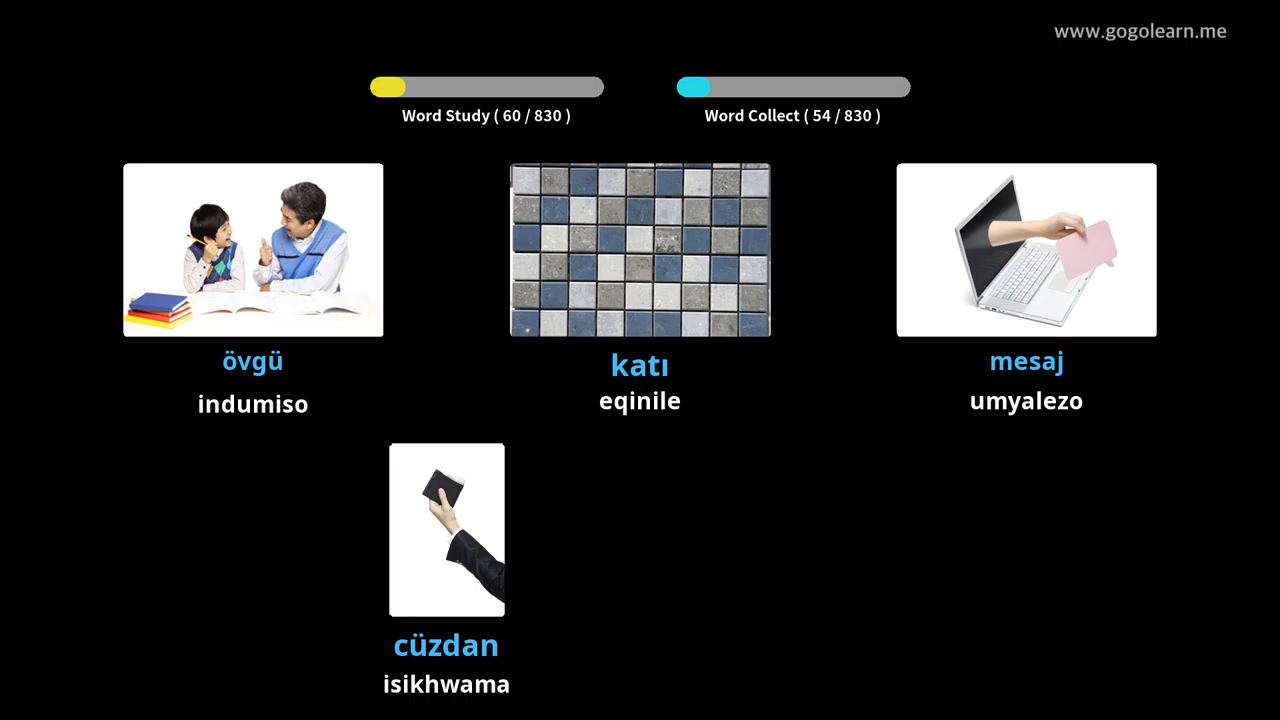 www.gogolearn.me
Word Study ( 60 / 830 )
Word Collect ( 54 / 830 )
övgü
indumiso
katı
eqinile
mesaj
umyalezo
cüzdan
isikhwama